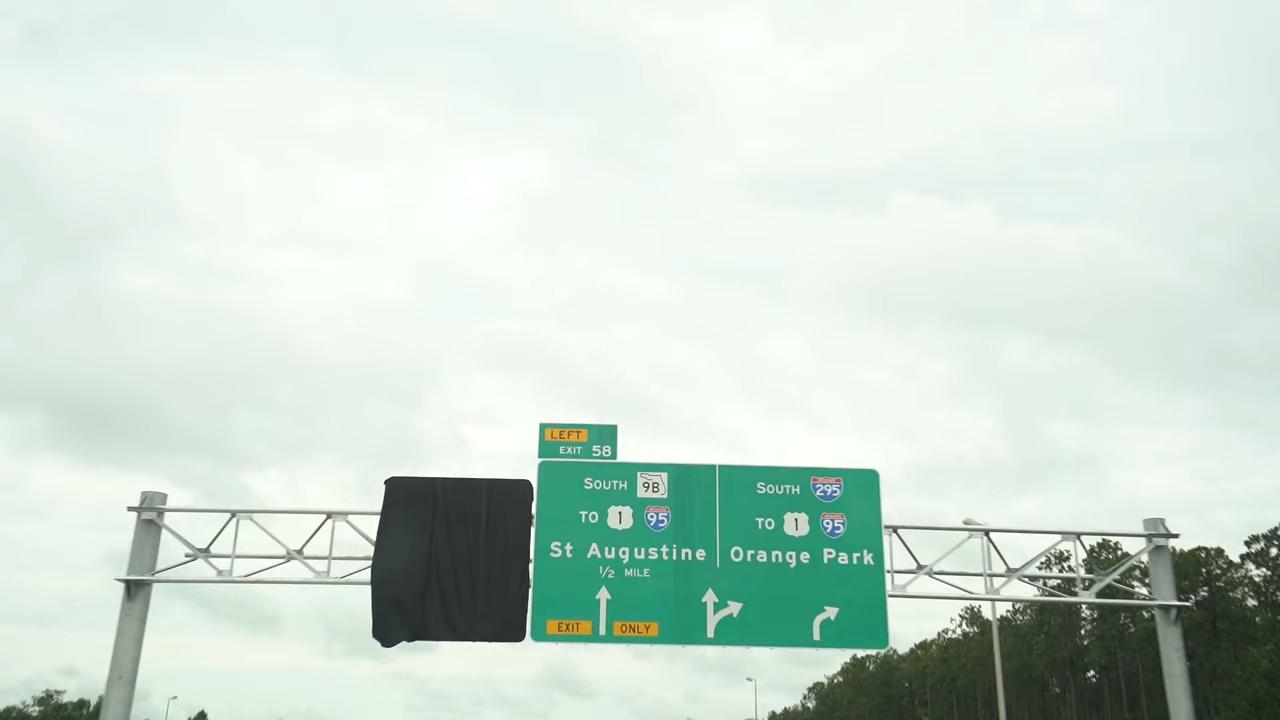 LEFT
EXIT 58
SOUTH 9B
TO 1 95
St Augustine
1/2 MILE
EXIT ONLY
SOUTH 295
TO 1 95
Orange Park